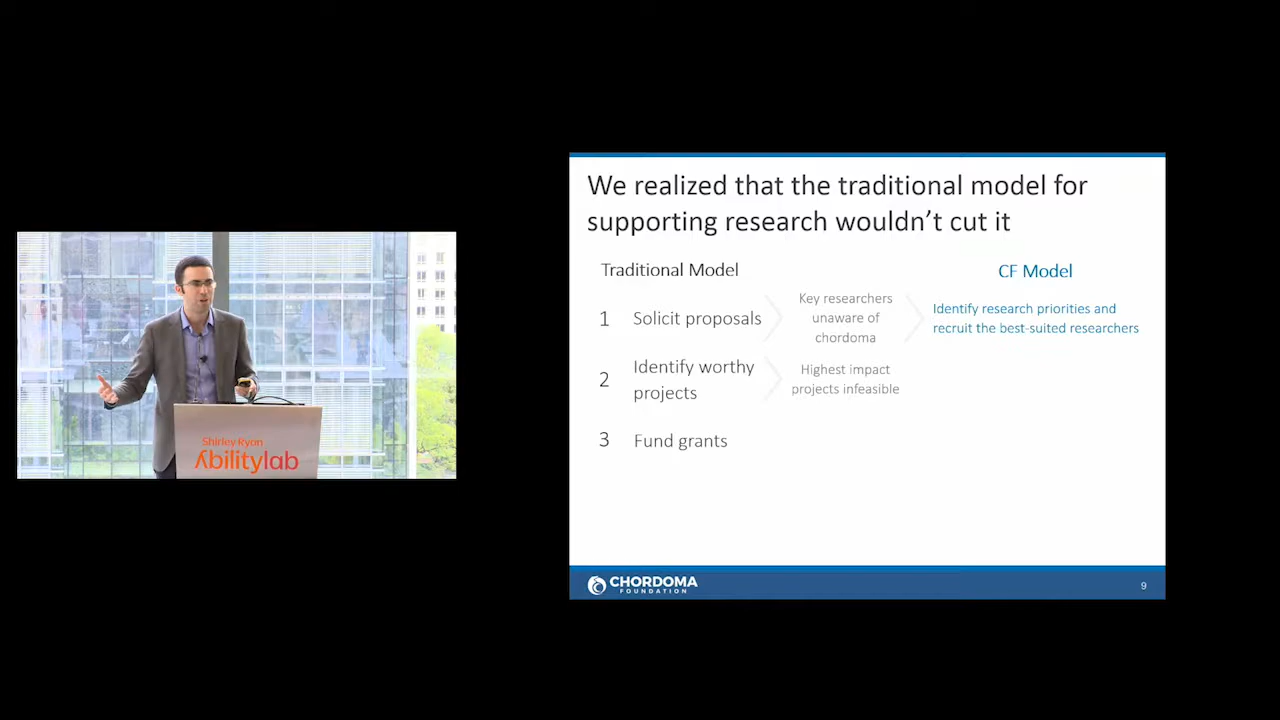 We realized that the traditional model for
supporting research wouldn't cut it
Traditional Model
CF Model
1 Solicit proposals
Key researchers
unaware of
chordoma
Identify research priorities and
recruit the best-suited researchers
2 Identify worthy
projects
Highest impact
projects infeasible
3 Fund grants
CHORDOMA
FOUNDATION
9
Shirley Ryan
Abilitylab